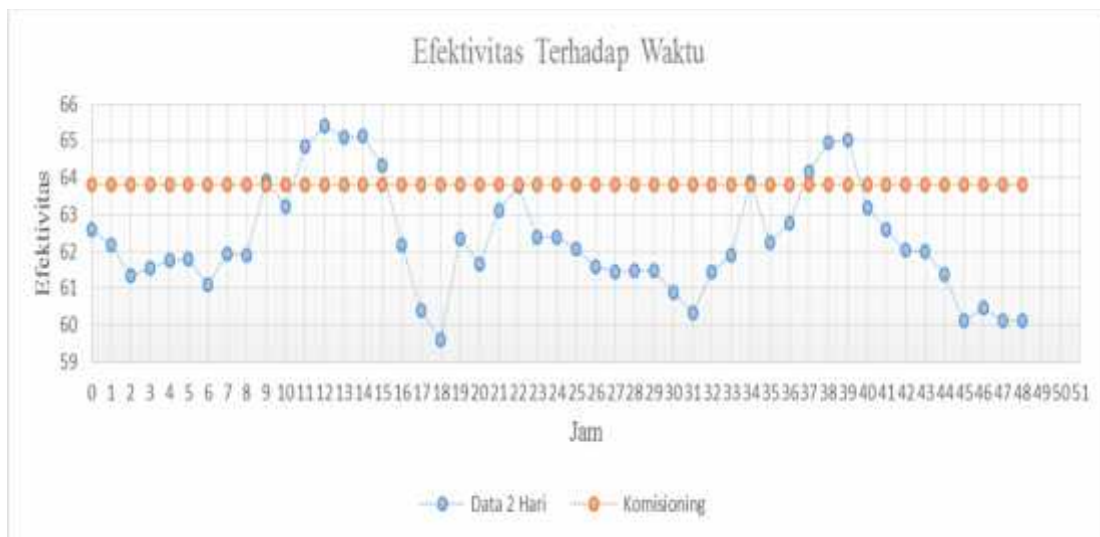 Efektivitas Terhadap Waktu
66
65
64
63
62
61
60
59
Efektivitas
0 1 2 3 4 5 6 7 8 9 10 11 12 13 14 15 16 17 18 19 20 21 22 23 24 25 26 27 28 29 30 31 32 33 34 35 36 37 38 39 40 41 42 43 44 45 46 47 48 49 50 51
Jam
Data 2 Hari
Komisioning